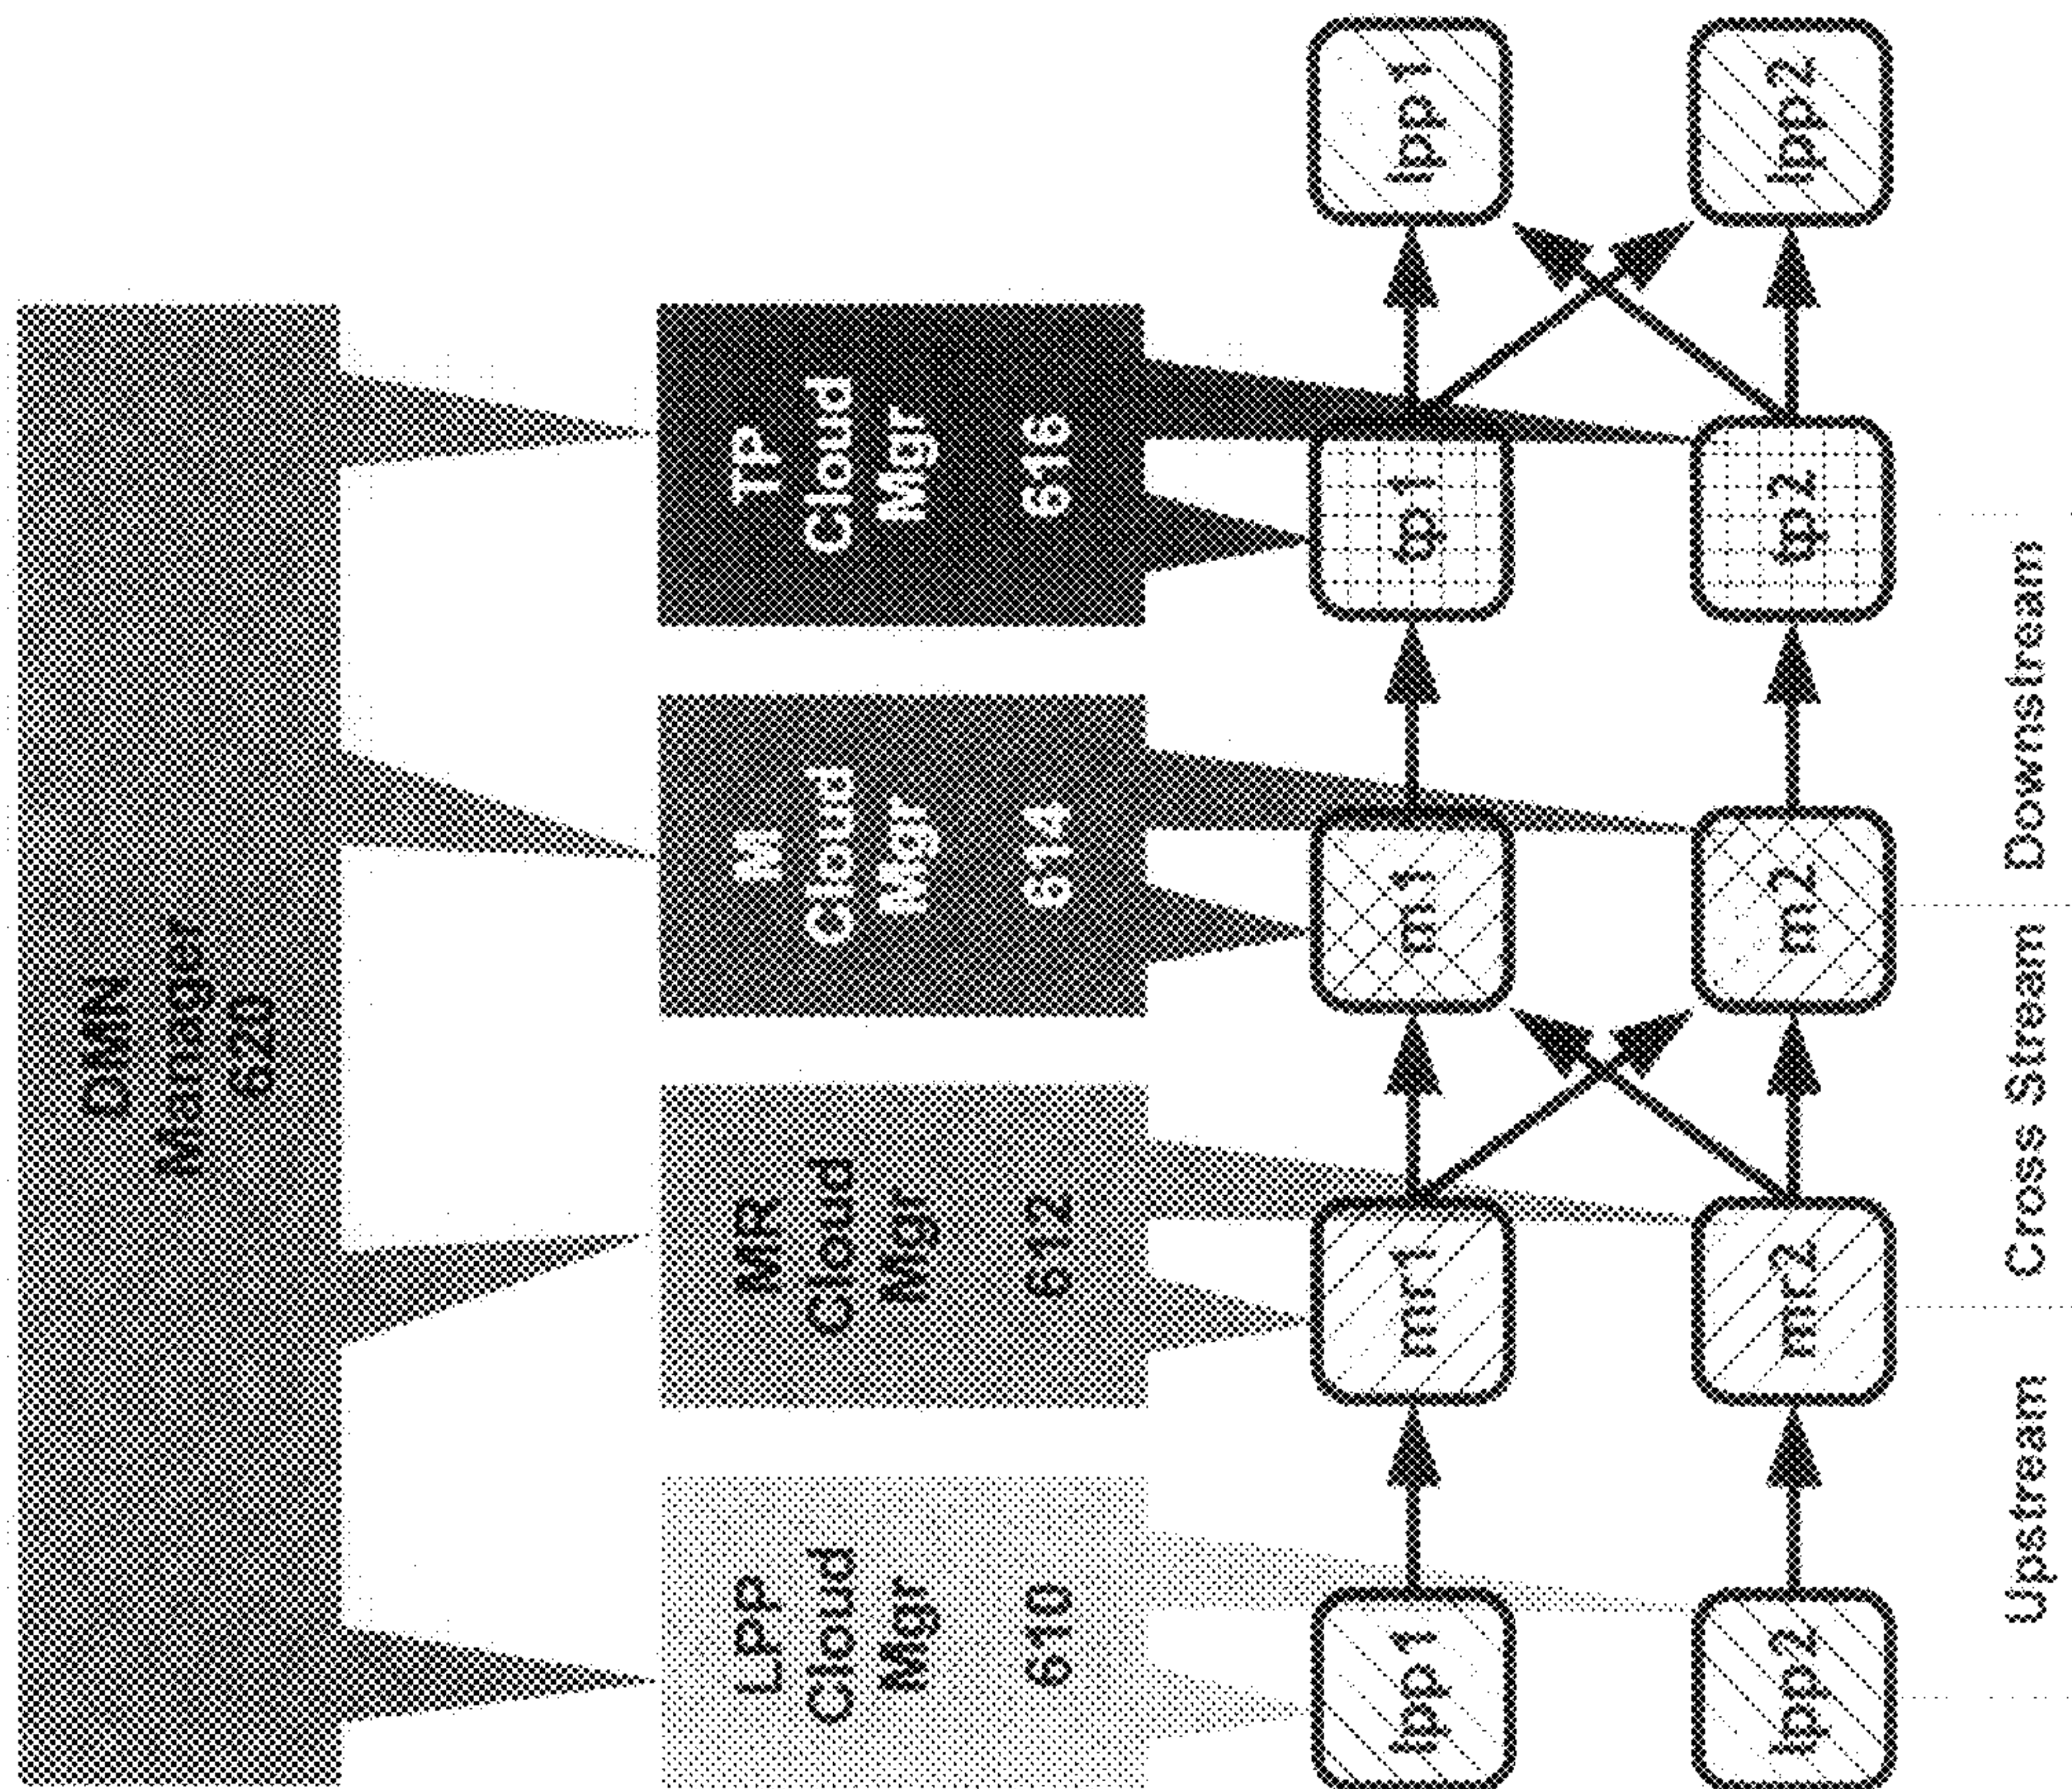 DMN
Manager
620
LPP
Cloud
Mgr
610
MR
Cloud
Mgr
612
M
Cloud
Mgr
614
TP
Cloud
Mgr
616
lpp1
mr1
m1
tp1
lpp1
lpp2
mr2
m2
tp2
lpp2
Upstream
Cross Stream
Downstream